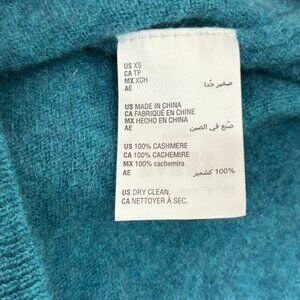 US XS
CA TP
MX XCH
AE صغير جدًا
US MADE IN CHINA
CA FABRIQUÉ EN CHINE
MX HECHO EN CHINA
AE صنع في الصين
US 100% CASHMERE
CA 100% CACHEMIRE
MX 100% cachemira
AE 100% كشمير
US DRY CLEAN.
CA NETTOYER À SEC.